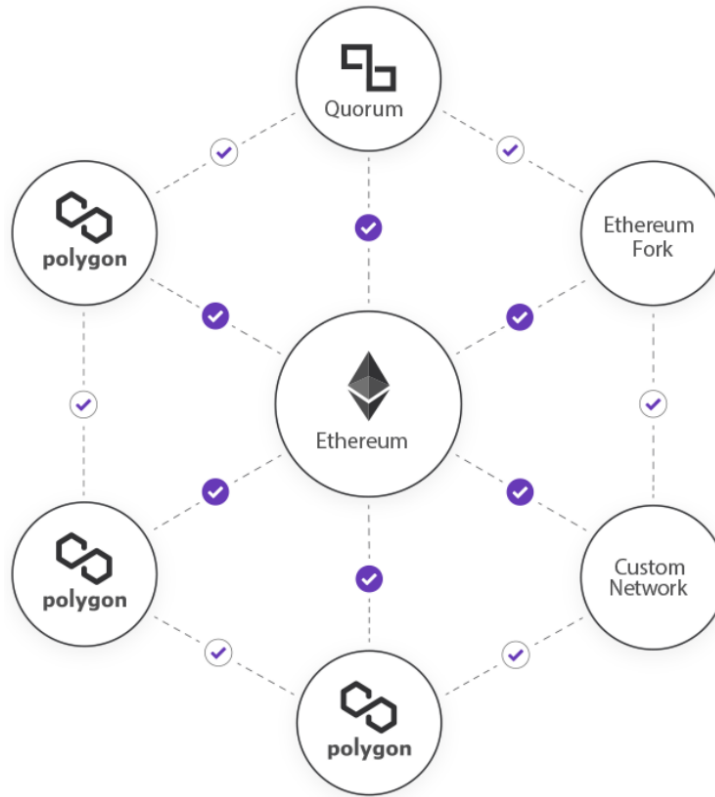 Quorum
polygon
Ethereum
Fork
Ethereum
polygon
Custom
Network
polygon